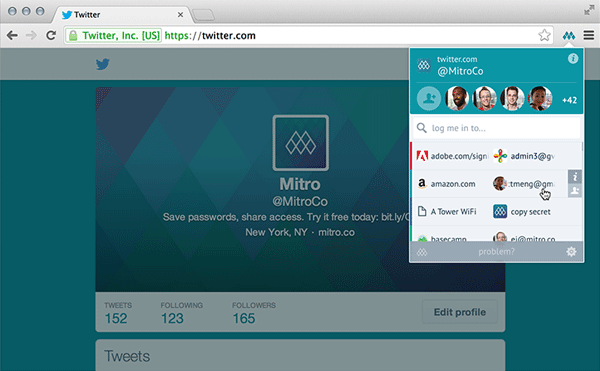 Twitter
Twitter, Inc. [US] https://twitter.com
twitter.com
@MitroCo
+42
log me in to...
adobe.com/sign admin3@gv
amazon.com :tmeng@gm
A Tower WiFi copy secret
basecamp ej@mitro.co
problem?
Mitro
@MitroCo
Save passwords, share access. Try it free today: bit.ly/
New York, NY · mitro.co
TWEETS FOLLOWING FOLLOWERS
152 123 165
Edit profile
Tweets